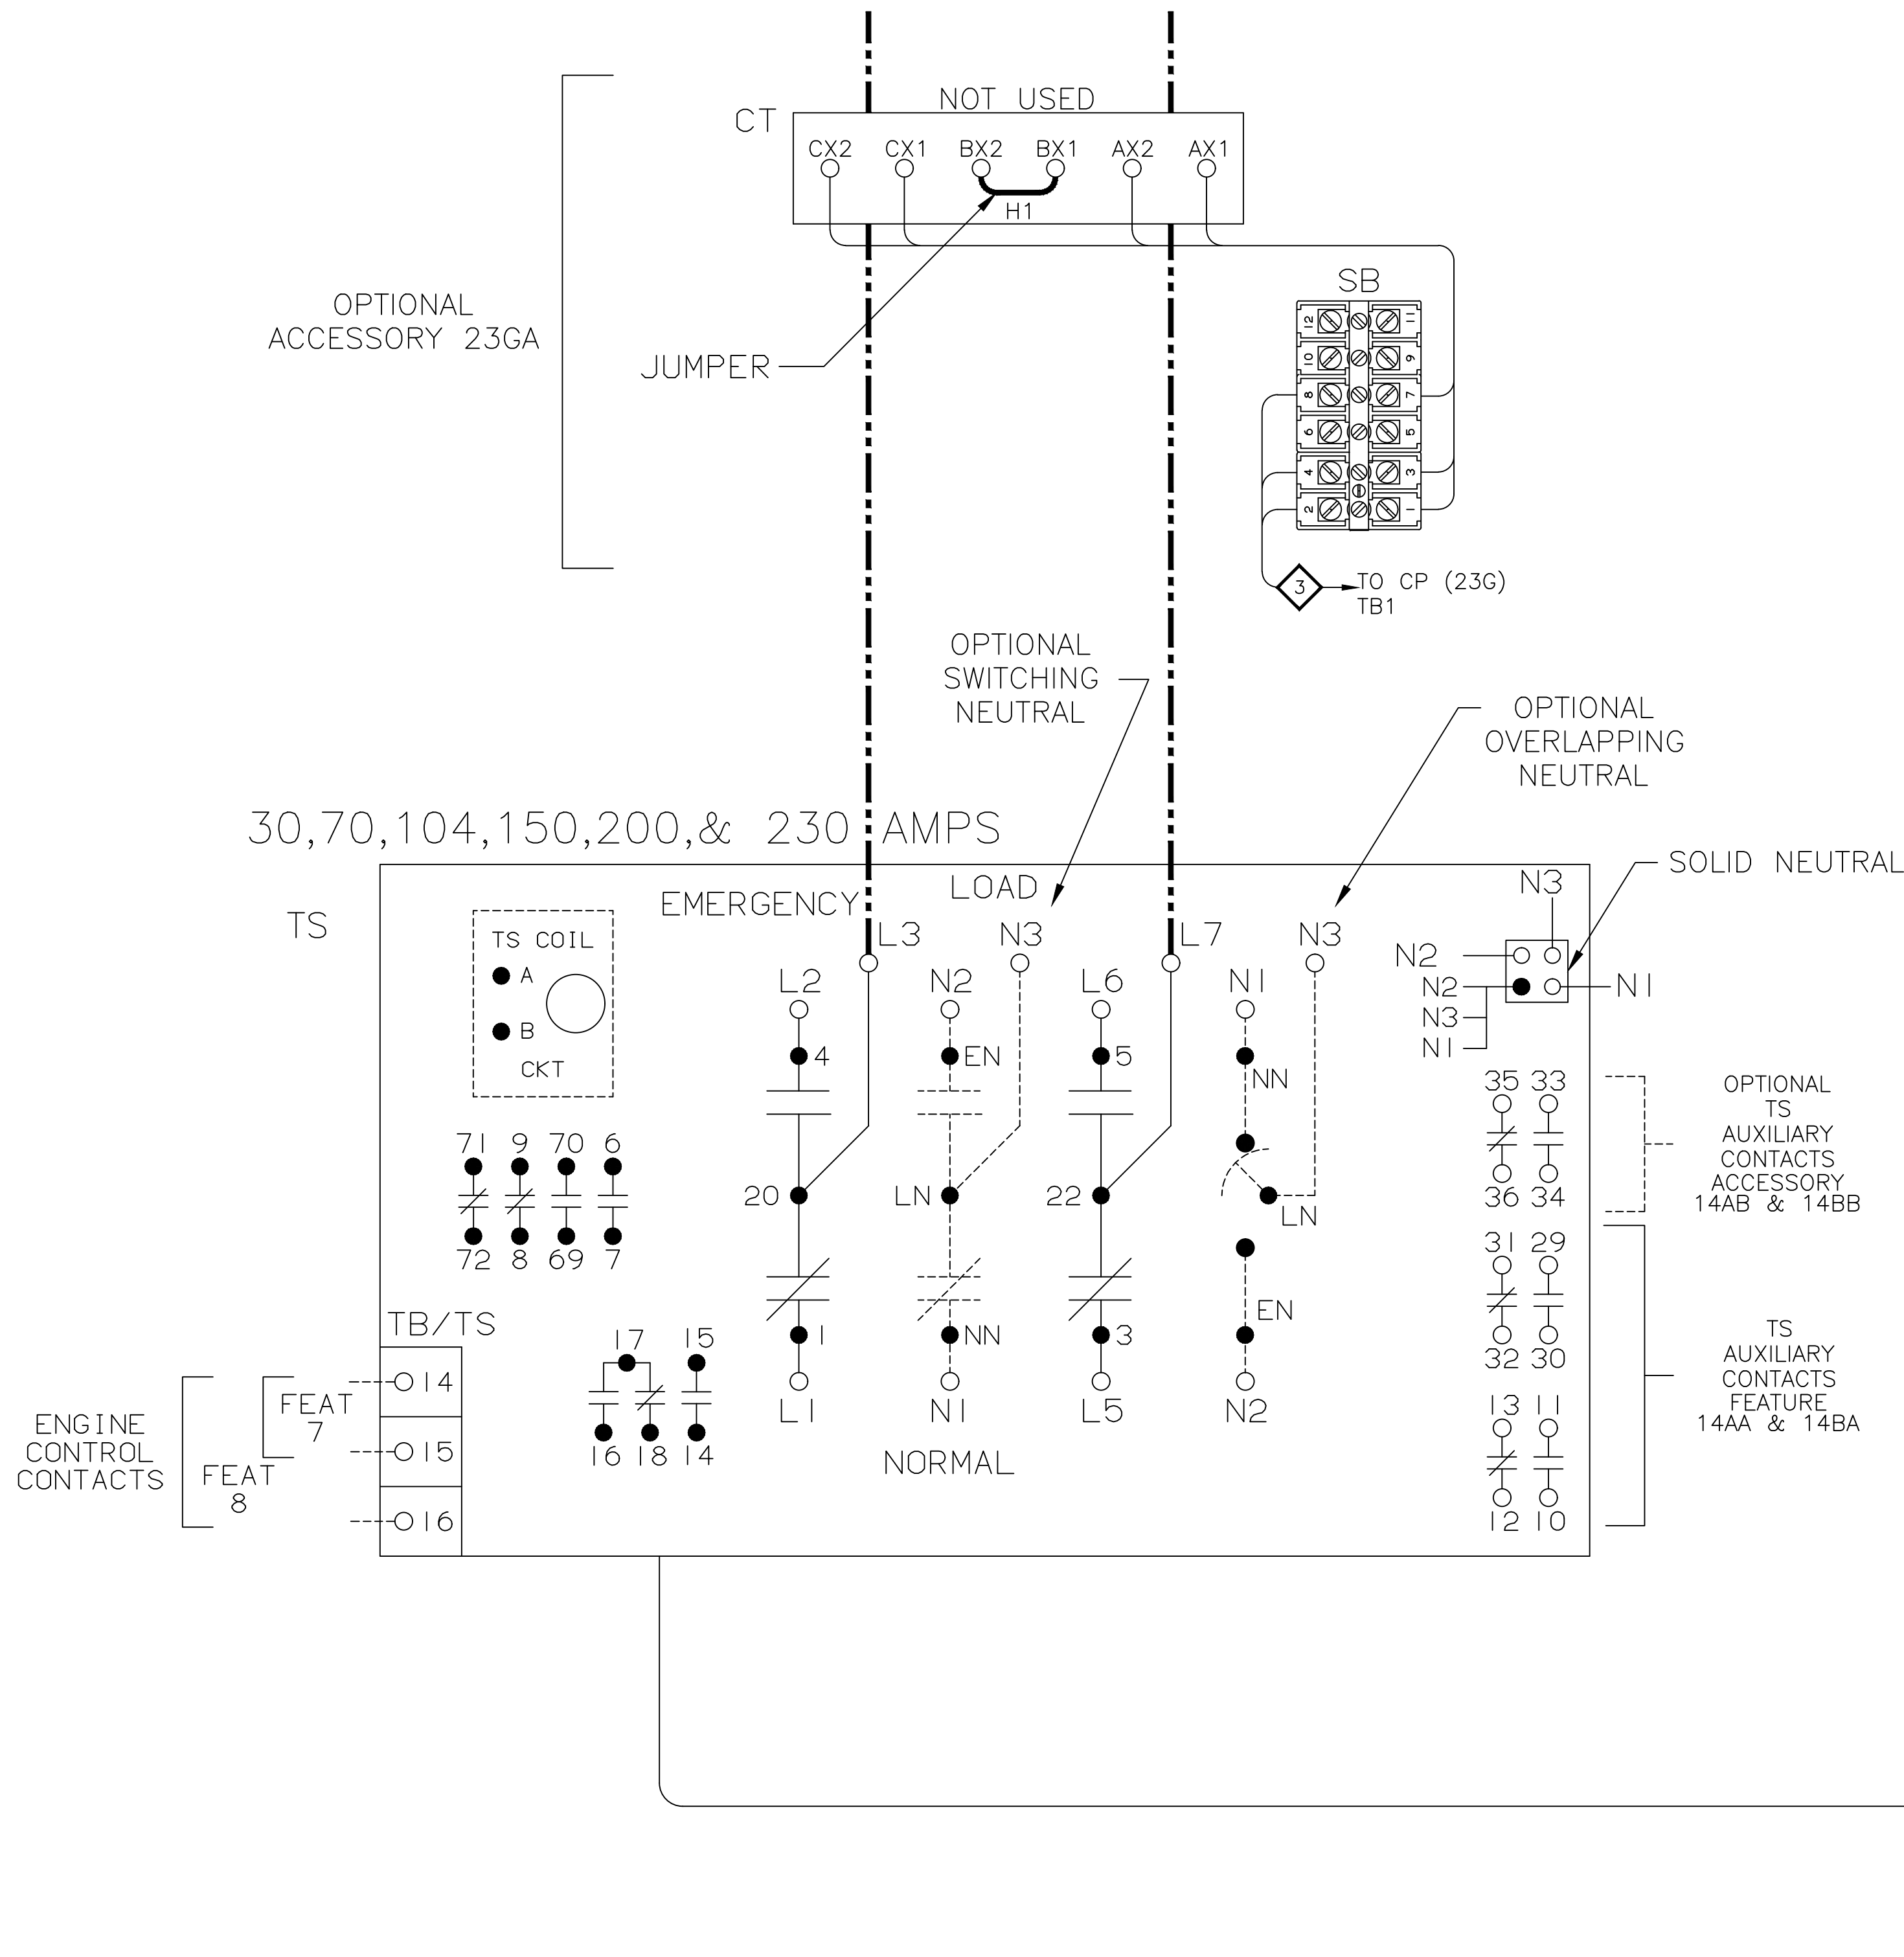 NOT USED
CT
CX2 CX1 BX2 BX1 AX2 AX1
H1
SB
OPTIONAL
ACCESSORY 23GA
JUMPER
12 11
10 9
8 7
6 5
4 3
2 1
3
TO CP (23G)
TB1
OPTIONAL
SWITCHING
NEUTRAL
OPTIONAL
OVERLAPPING
NEUTRAL
30,70,104,150,200,& 230 AMPS
SOLID NEUTRAL
TS
EMERGENCY
LOAD
N3
L3 N3 L7 N3
TS COIL
A
B
CKT
L2 N2 L6 N1
N2
N2 N1
N3
N1
4 EN 5
NN
35 33
36 34
OPTIONAL
TS
AUXILIARY
CONTACTS
ACCESSORY
14AB & 14BB
71 9 70 6
72 8 69 7
20 LN 22
LN
31 29
32 30
EN
1 NN 3
L1 N1 L5 N2
NORMAL
TS
AUXILIARY
CONTACTS
FEATURE
14AA & 14BA
13 11
12 10
TB/TS
14
15
16
17 15
16 18 14
FEAT
7
FEAT
8
ENGINE
CONTROL
CONTACTS